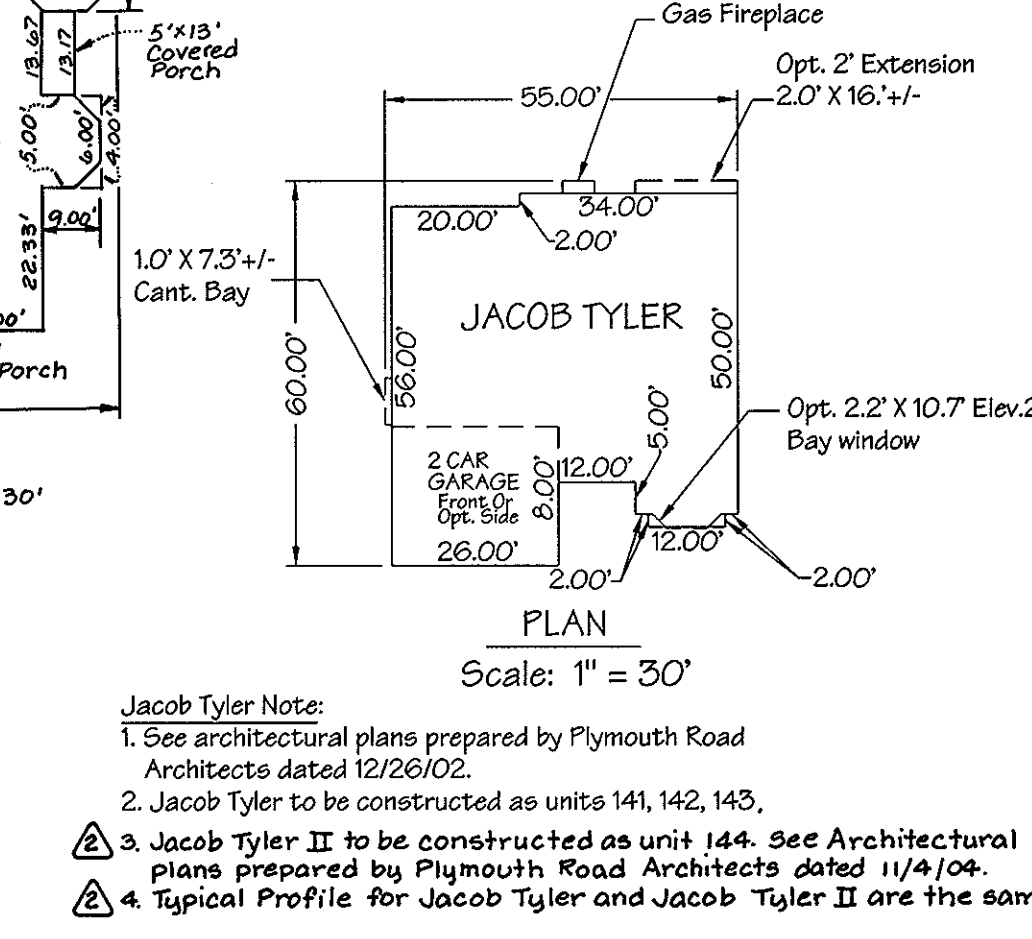 13.67
13.17
5'x13'
Covered
Porch
5.00'
6.00'
4.00'
9.00'
22.33'
Porch
30'
Gas Fireplace
Opt. 2' Extension
2.0' X 16.'+/-
55.00'
20.00'
34.00'
2.00'
1.0' X 7.3'+/-
Cant. Bay
JACOB TYLER
60.00'
56.00'
50.00'
5.00'
Opt. 2.2' X 10.7' Elev.2
Bay window
2 CAR
GARAGE
Front Or
Opt. Side
8.00'
12.00'
26.00'
12.00'
2.00'
2.00'
PLAN
Scale: 1" = 30'
Jacob Tyler Note:
1. See architectural plans prepared by Plymouth Road
Architects dated 12/26/02.
2. Jacob Tyler to be constructed as units 141, 142, 143.
2 3. Jacob Tyler II to be constructed as unit 144. See Architectural
plans prepared by Plymouth Road Architects dated 11/4/04.
2 4. Typical Profile for Jacob Tyler and Jacob Tyler II are the sam